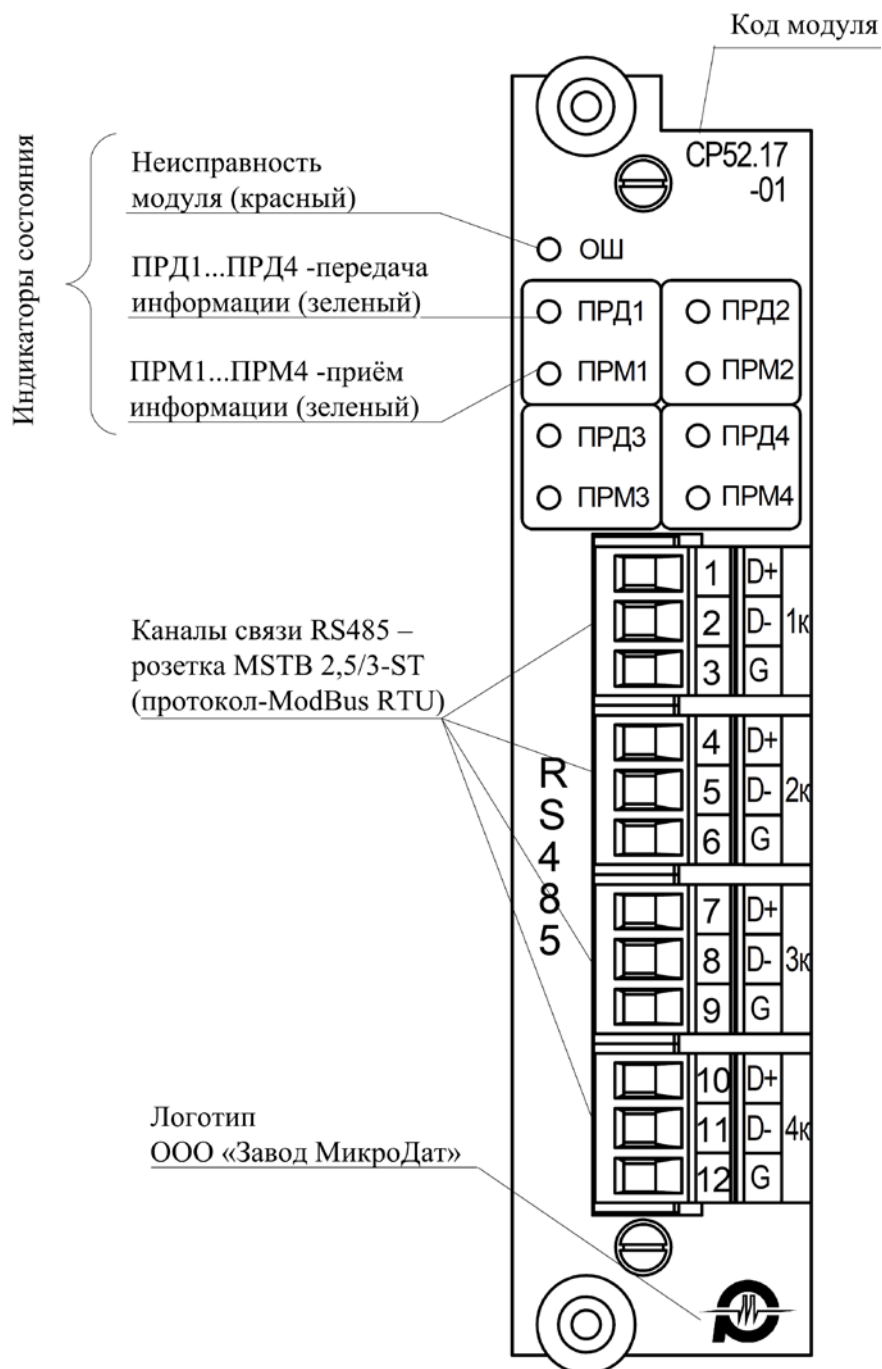 Код модуля
CP52.17
-01
Индикаторы состояния
Неисправность
модуля (красный)
ПРД1...ПРД4 -передача
информации (зеленый)
ПРМ1...ПРМ4 -приём
информации (зеленый)
ОШ
ПРД1 ПРД2
ПРМ1 ПРМ2
ПРД3 ПРД4
ПРМ3 ПРМ4
Каналы связи RS485 –
розетка MSTB 2,5/3-ST
(протокол-ModBus RTU)
RS485
1 D+
2 D- 1к
3 G
4 D+
5 D- 2к
6 G
7 D+
8 D- 3к
9 G
10 D+
11 D- 4к
12 G
Логотип
ООО «Завод МикроДат»